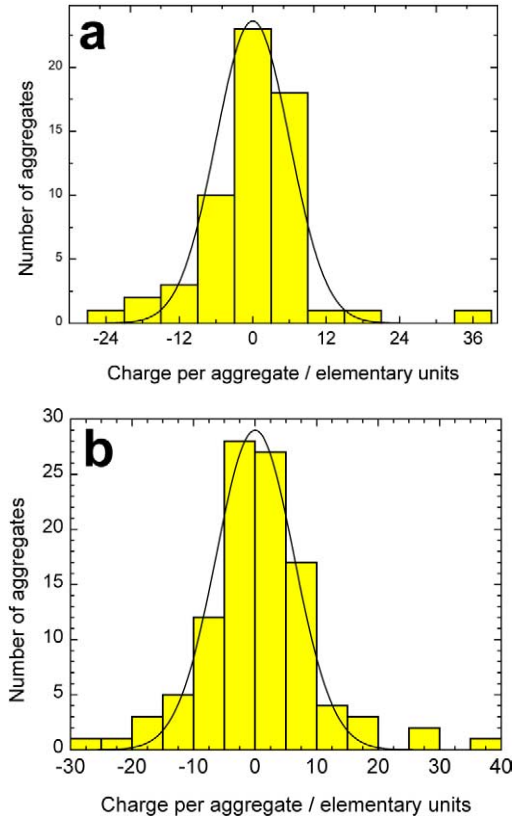 a
Number of aggregates
20
15
10
5
0
-24 -12 0 12 24 36
Charge per aggregate / elementary units
b
Number of aggregates
30
25
20
15
10
5
0
-30 -20 -10 0 10 20 30 40
Charge per aggregate / elementary units